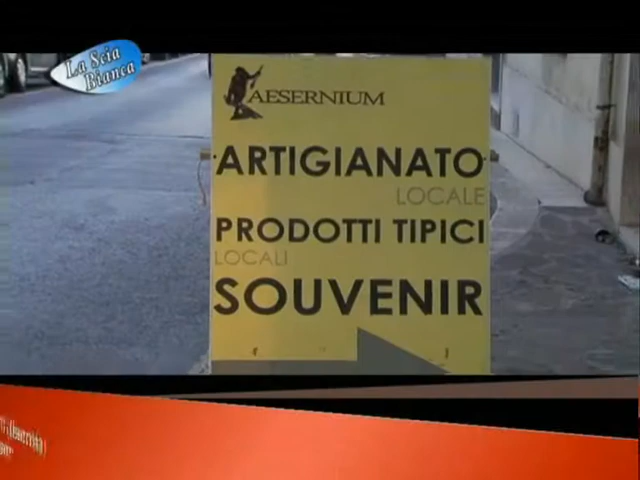 La Scia
Bianca
AESERNIUM
ARTIGIANATO
LOCALE
PRODOTTI TIPICI
LOCALI
SOUVENIR